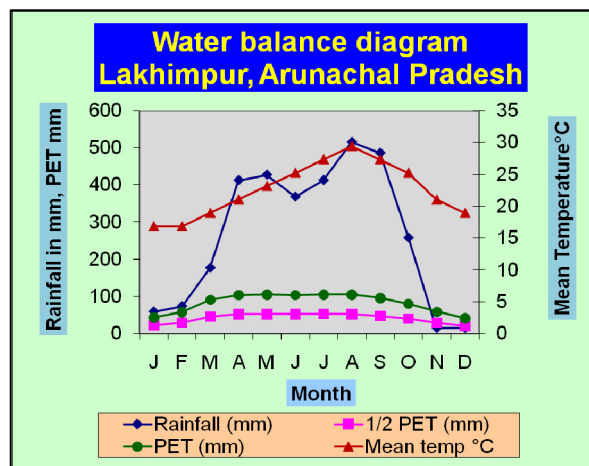 Water balance diagram
Lakhimpur, Arunachal Pradesh
Rainfall in mm, PET mm
600
500
400
300
200
100
0
35
30
25
20
15
10
5
0
Mean Temperature°C
J F M A M J J A S O N D
Month
Rainfall (mm) 1/2 PET (mm)
PET (mm) Mean temp °C